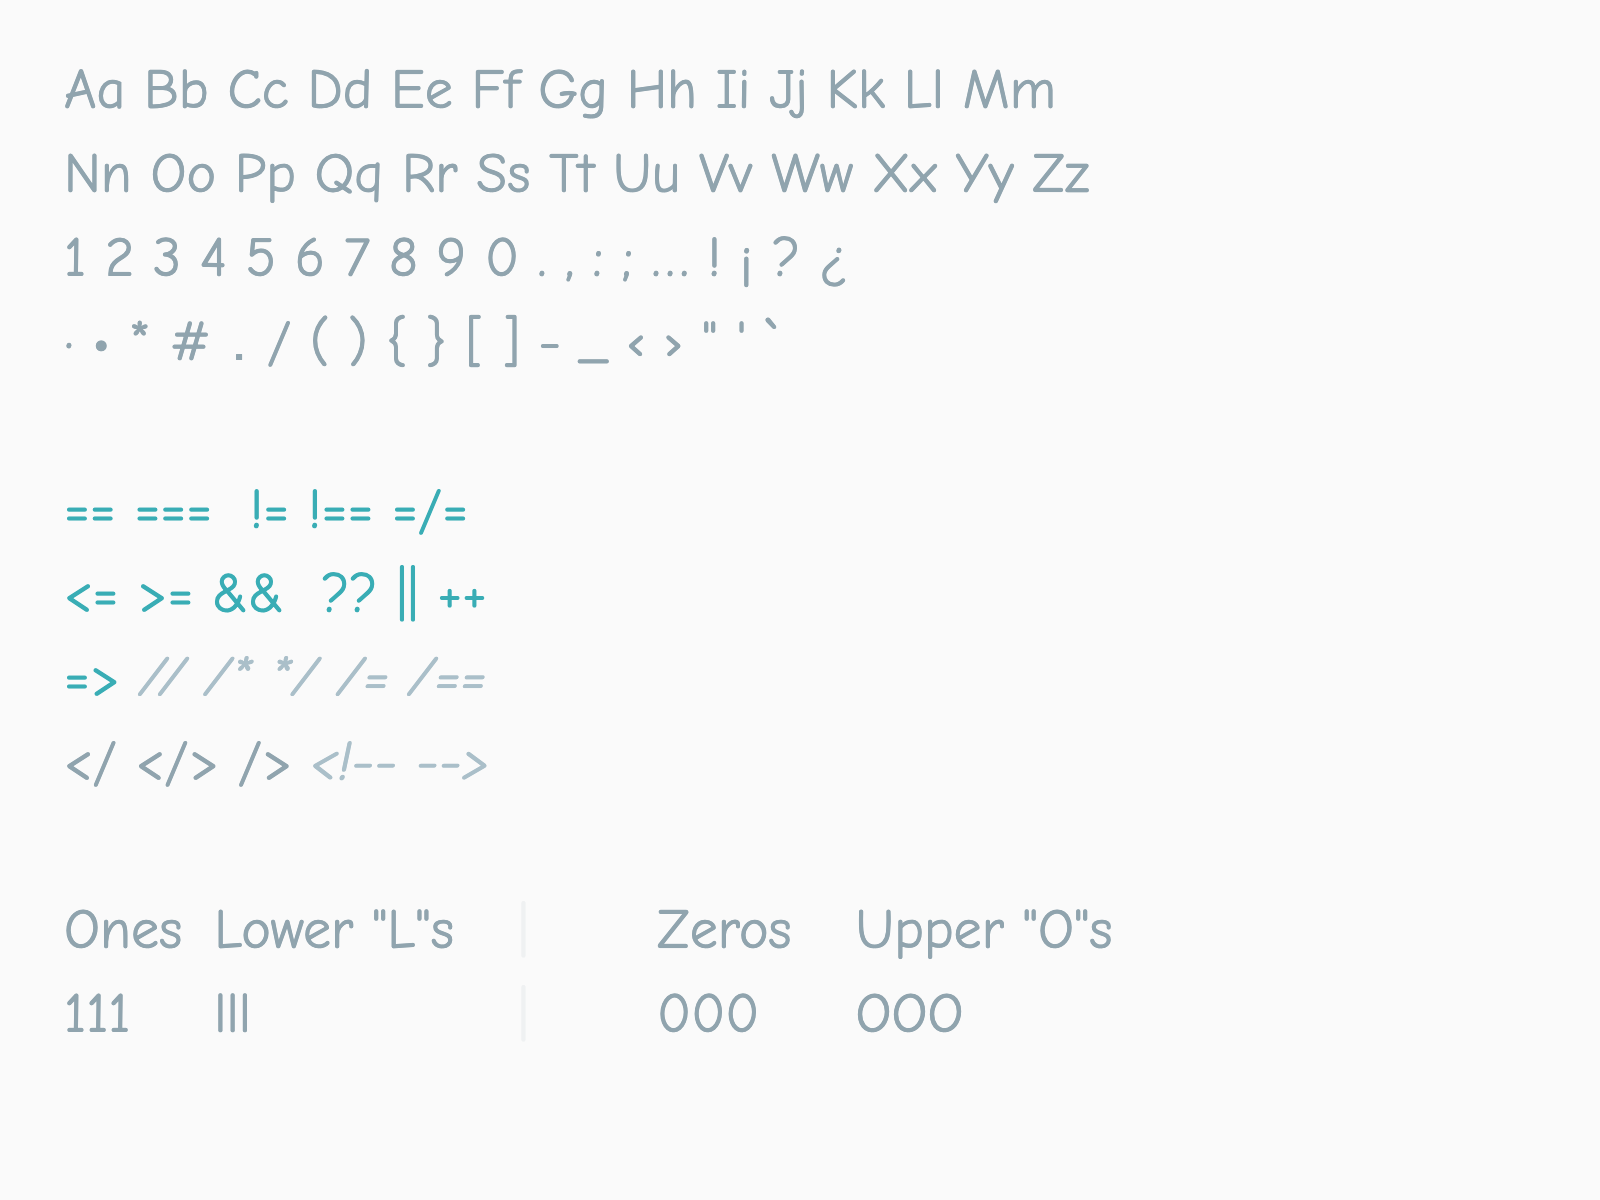 Aa Bb Cc Dd Ee Ff Gg Hh Ii Jj Kk Ll Mm
Nn Oo Pp Qq Rr Ss Tt Uu Vv Ww Xx Yy Zz
1 2 3 4 5 6 7 8 9 0 . , : ; … ! ¡ ? ¿
· • * # . / ( ) { } [ ] - _ ‹ › " ' `
== === != !== =/=
<= >= && ?? || ++
=> // /* */ /= /==
</ </> /> <!-- -->
Ones Lower "L"s | Zeros Upper "O"s
111 lll | 000 OOO